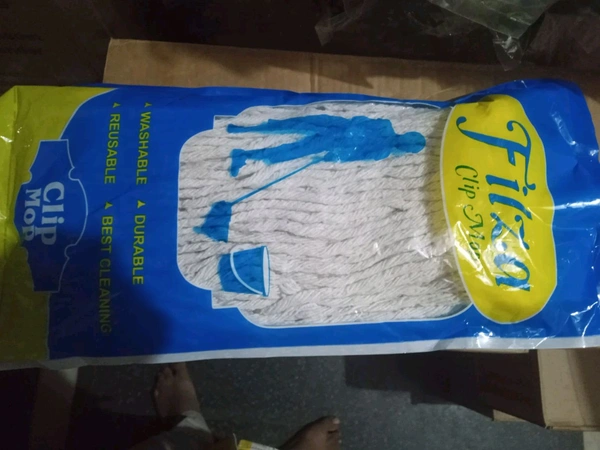 Filza
Clip Mop
WASHABLE
DURABLE
REUSABLE
BEST CLEANING
Clip
MOP